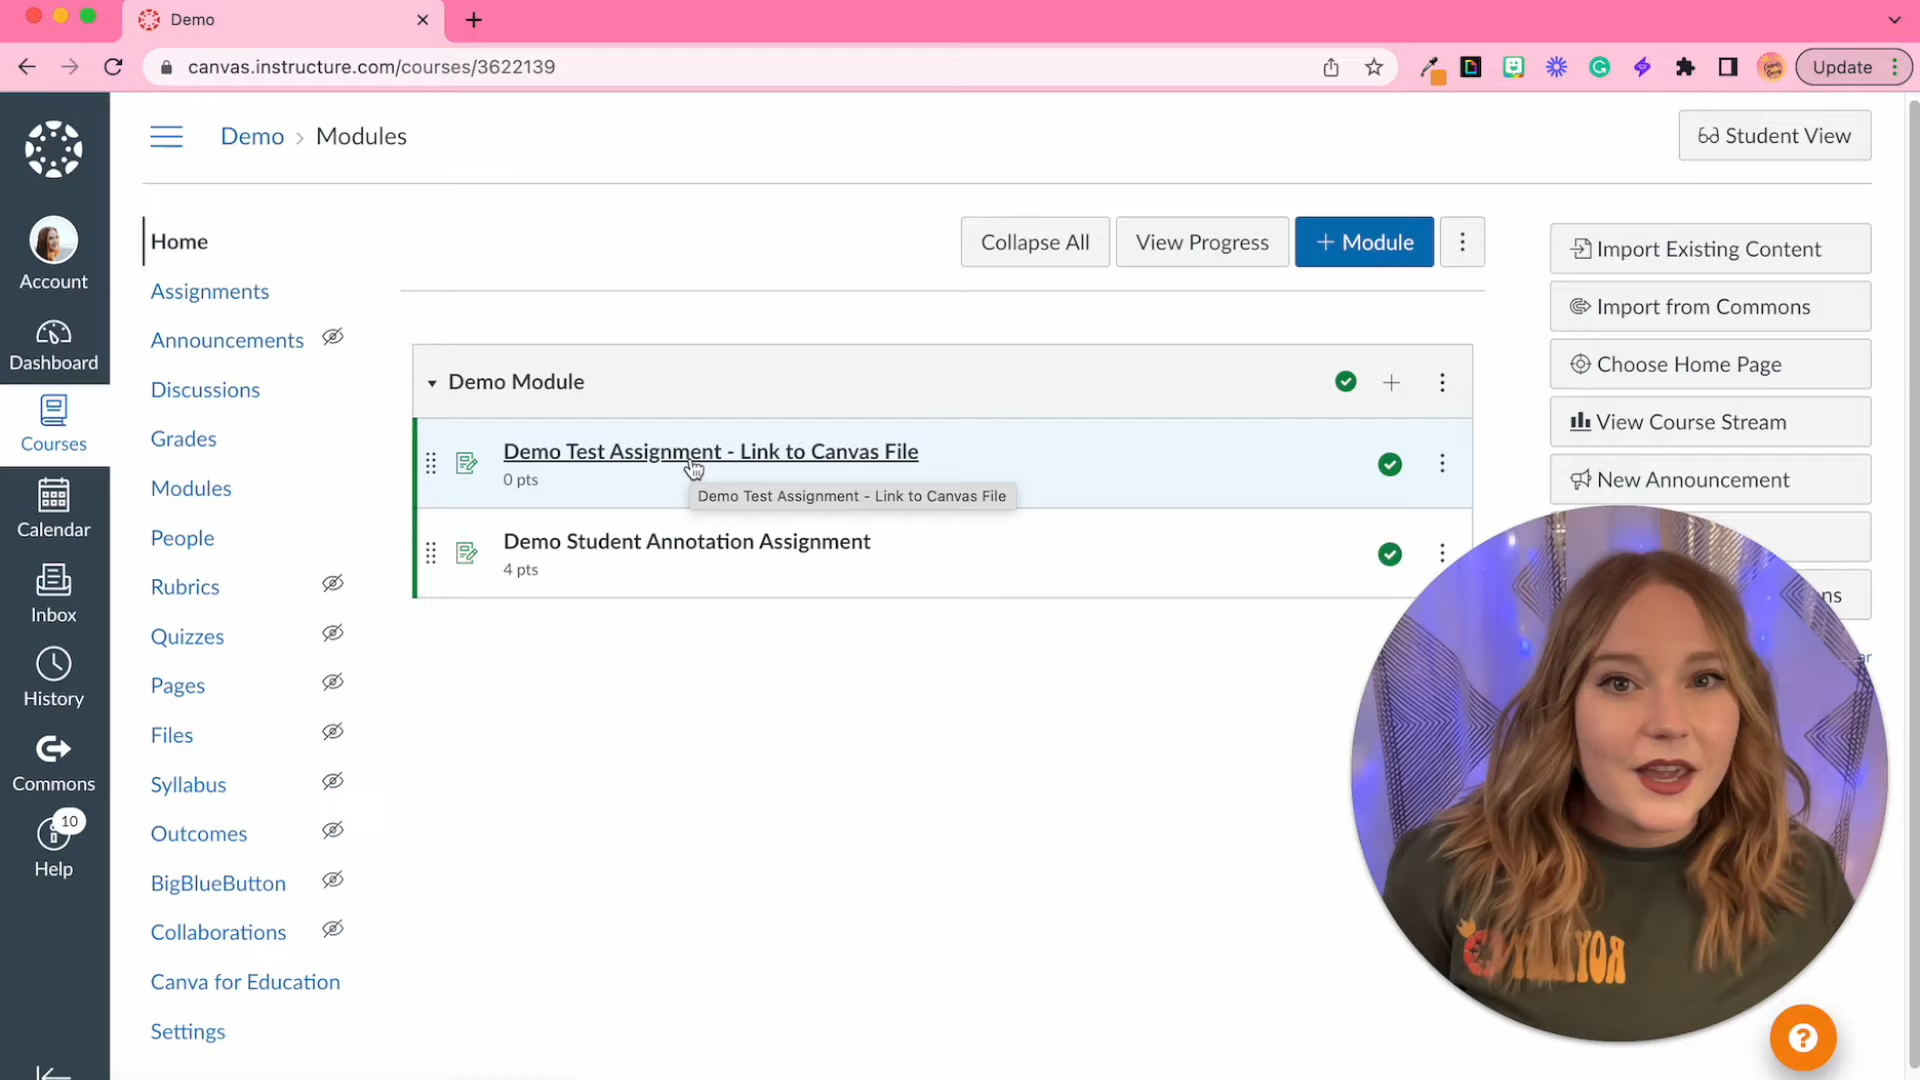 Demo
canvas.instructure.com/courses/3622139
Update
Demo > Modules
Student View
Account
Dashboard
Courses
Calendar
Inbox
History
Commons
10
Help
Home
Assignments
Announcements
Discussions
Grades
Modules
People
Rubrics
Quizzes
Pages
Files
Syllabus
Outcomes
BigBlueButton
Collaborations
Canva for Education
Settings
Collapse All
View Progress
+ Module
Demo Module
Demo Test Assignment - Link to Canvas File
0 pts
Demo Test Assignment - Link to Canvas File
Demo Student Annotation Assignment
4 pts
Import Existing Content
Import from Commons
Choose Home Page
View Course Stream
New Announcement
ns
ar
?